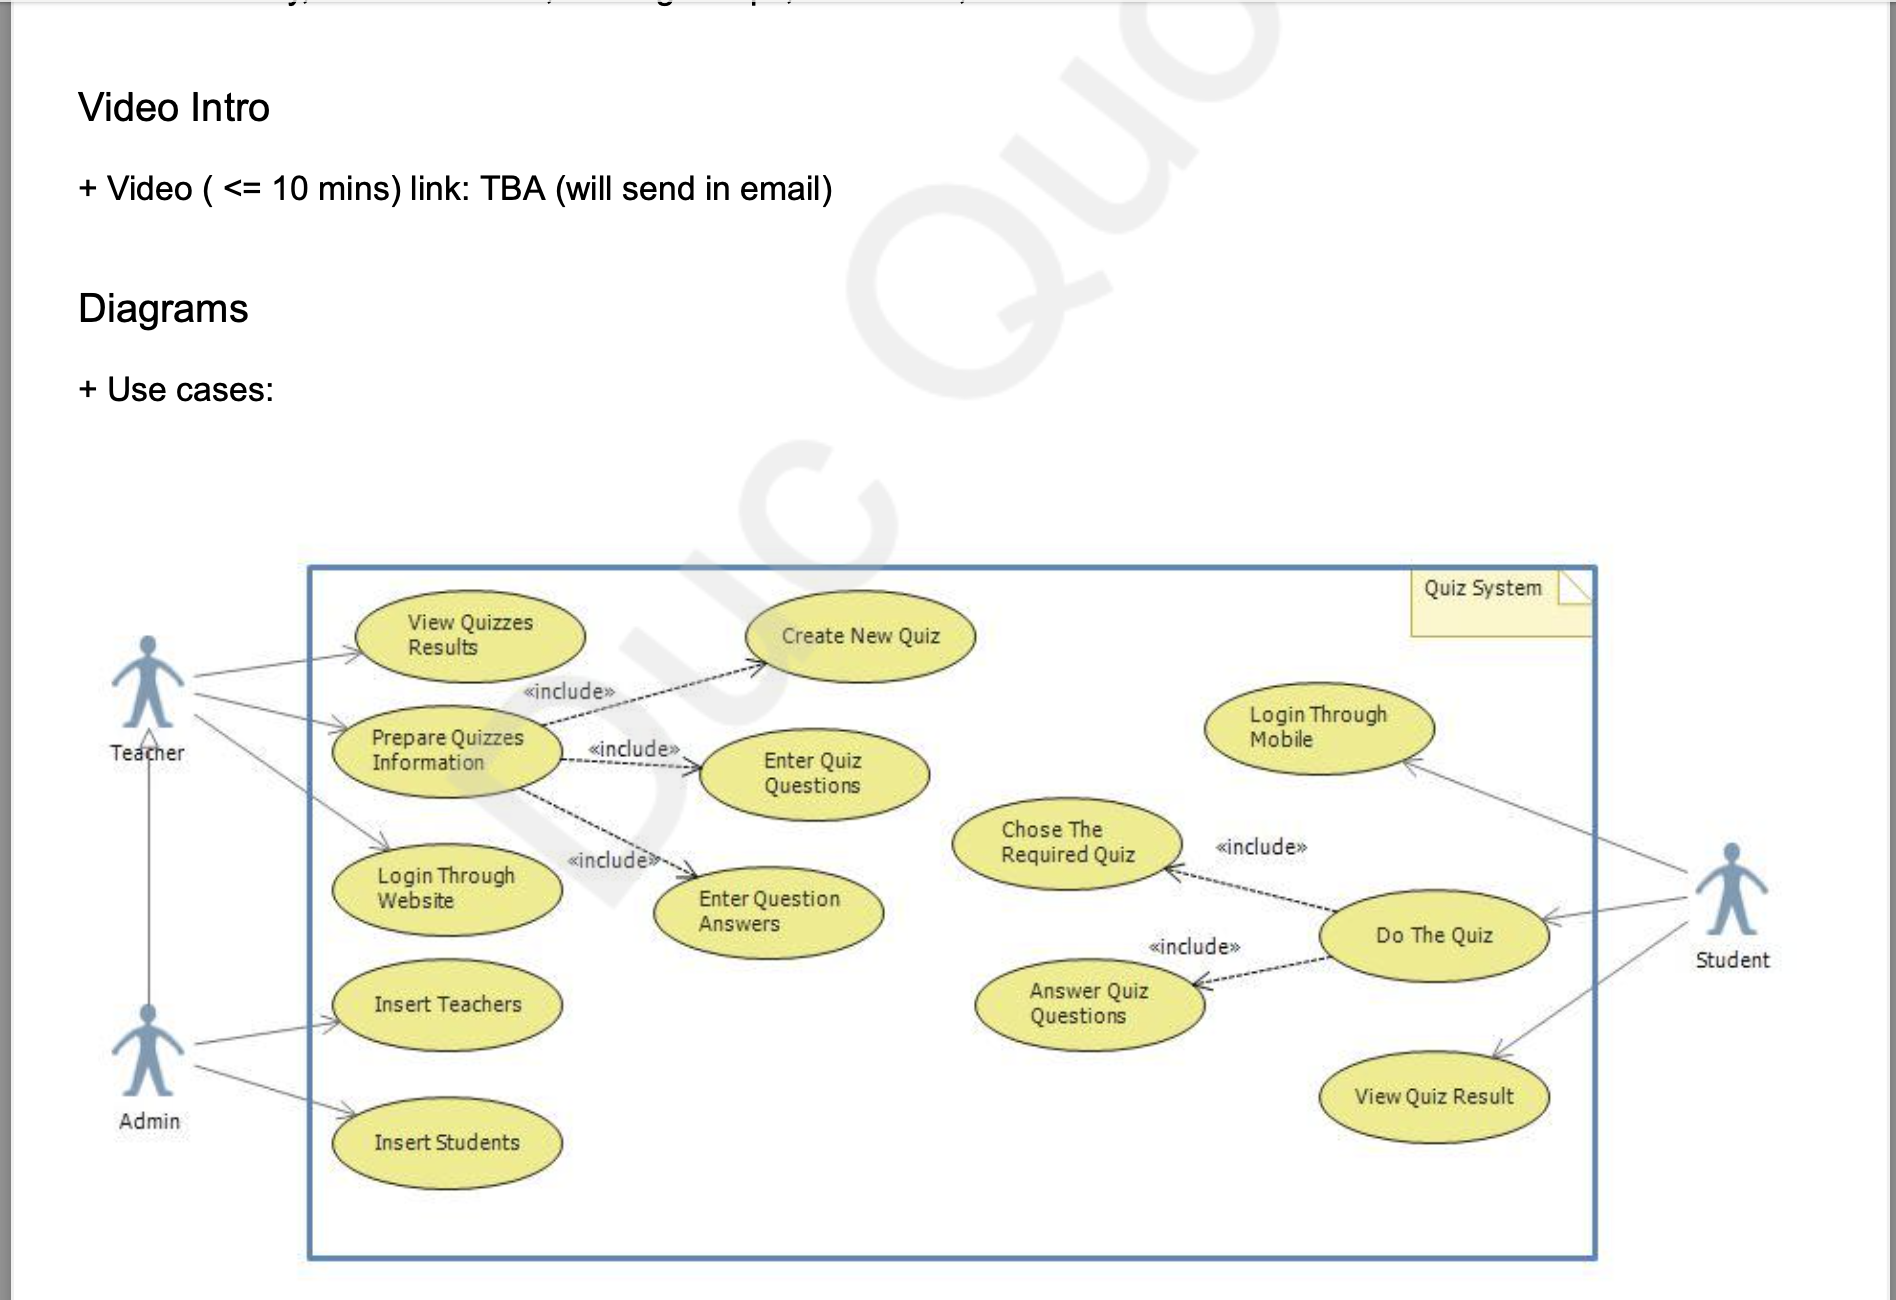 Video Intro
+ Video ( <= 10 mins) link: TBA (will send in email)
Diagrams
+ Use cases:
Duc Quo
Quiz System
View Quizzes
Results
Create New Quiz
«include»
Prepare Quizzes
Information
«include»
Enter Quiz
Questions
«include»
Login Through
Website
Enter Question
Answers
Insert Teachers
Insert Students
Teacher
Admin
Login Through
Mobile
Chose The
Required Quiz
«include»
Do The Quiz
«include»
Answer Quiz
Questions
View Quiz Result
Student